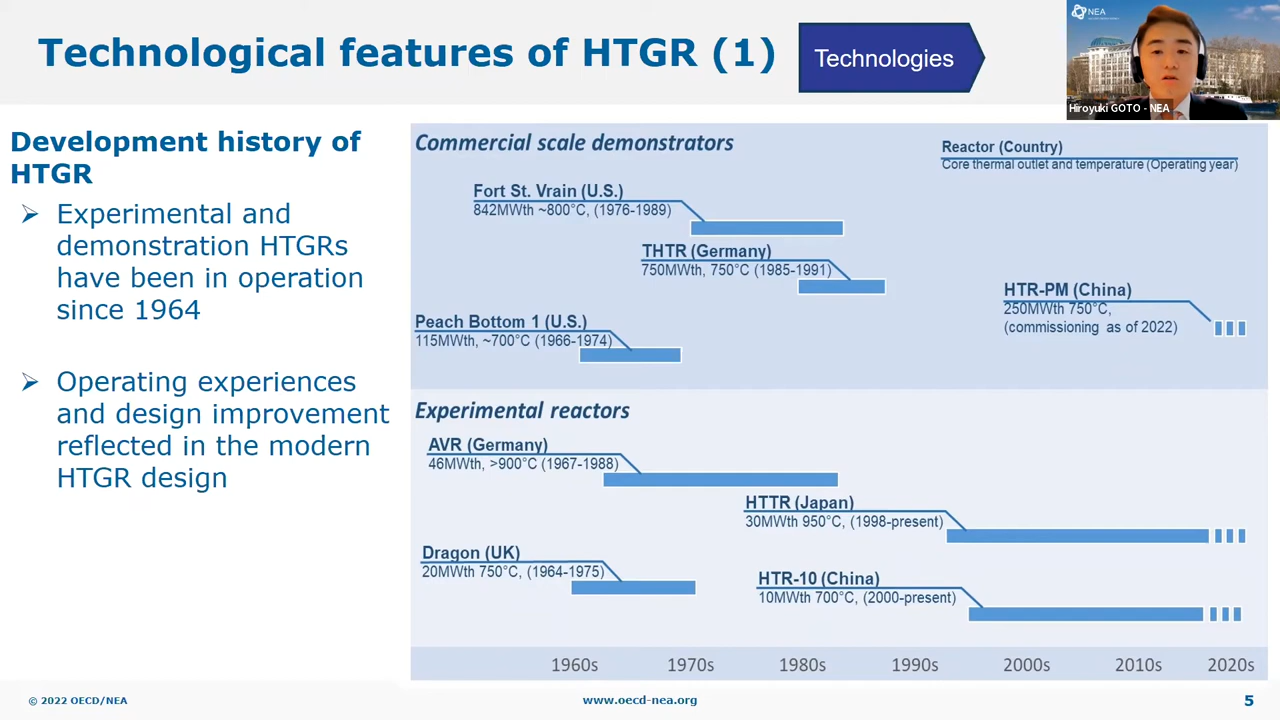 Technological features of HTGR (1)
Technologies
NEA
Hiroyuki GOTO - NEA
Development history of
HTGR
Experimental and
demonstration HTGRs
have been in operation
since 1964
Operating experiences
and design improvement
reflected in the modern
HTGR design
Commercial scale demonstrators
Reactor (Country)
Core thermal outlet and temperature (Operating year)
Fort St. Vrain (U.S.)
842MWth ~800°C, (1976-1989)
THTR (Germany)
750MWth, 750°C (1985-1991)
HTR-PM (China)
250MWth 750°C,
(commissioning as of 2022)
Peach Bottom 1 (U.S.)
115MWth, ~700°C (1966-1974)
Experimental reactors
AVR (Germany)
46MWth, >900°C (1967-1988)
HTTR (Japan)
30MWth 950°C, (1998-present)
Dragon (UK)
20MWth 750°C, (1964-1975)
HTR-10 (China)
10MWth 700°C, (2000-present)
1960s 1970s 1980s 1990s 2000s 2010s 2020s
© 2022 OECD/NEA
www.oecd-nea.org
5